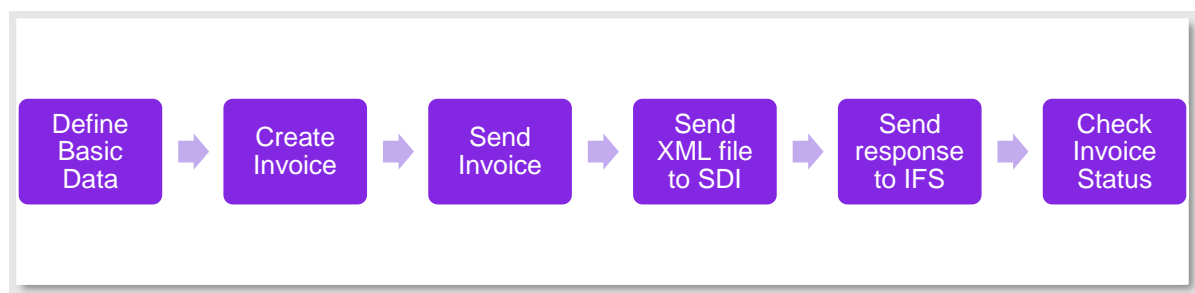 Define
Basic
Data
Create
Invoice
Send
Invoice
Send
XML file
to SDI
Send
response
to IFS
Check
Invoice
Status